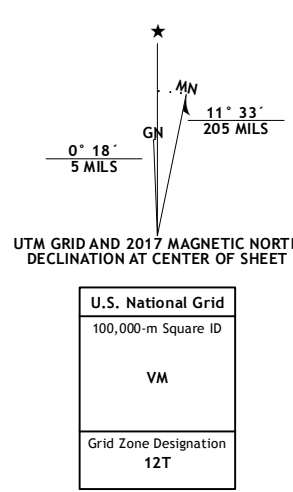 ★
MN
11° 33´
205 MILS
GN
0° 18´
5 MILS
UTM GRID AND 2017 MAGNETIC NORT
DECLINATION AT CENTER OF SHEET
U.S. National Grid
100,000-m Square ID
VM
Grid Zone Designation
12T